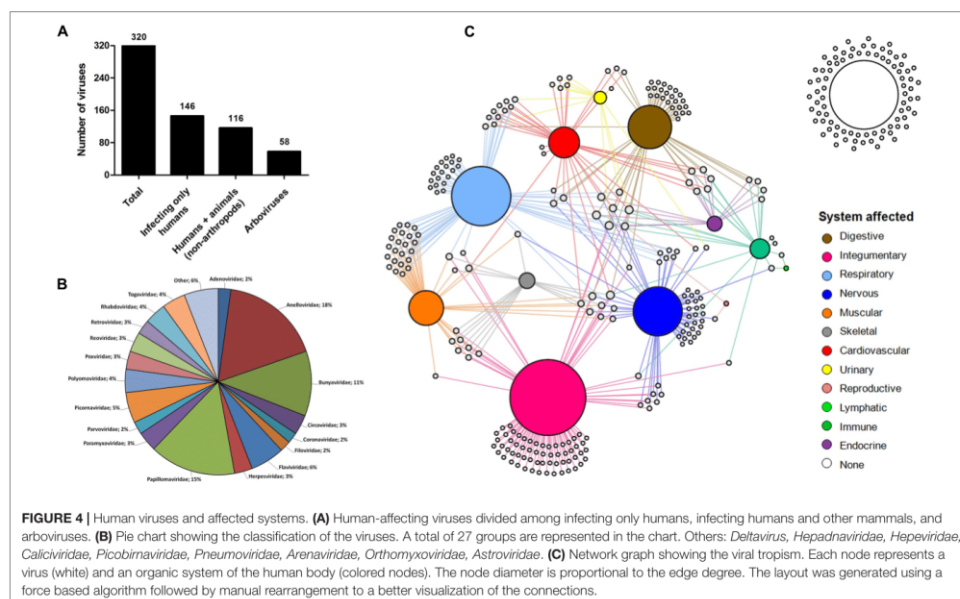 A
320
320
240
160
80
0
Number of viruses
146
116
58
Total
Infecting only
humans
Humans + animals
(non-arthropods)
Arboviruses
B
Other; 6%
Adenoviridae; 2%
Anelloviridae; 18%
Bunyaviridae; 11%
Circoviridae; 3%
Coronaviridae; 2%
Filoviridae; 2%
Flaviviridae; 6%
Herpesviridae; 3%
Papillomaviridae; 15%
Paramyxoviridae; 3%
Parvoviridae; 2%
Picornaviridae; 5%
Polyomaviridae; 4%
Poxviridae; 3%
Reoviridae; 3%
Retroviridae; 3%
Rhabdoviridae; 4%
Togaviridae; 4%
C
System affected
Digestive
Integumentary
Respiratory
Nervous
Muscular
Skeletal
Cardiovascular
Urinary
Reproductive
Lymphatic
Immune
Endocrine
None
FIGURE 4 | Human viruses and affected systems. (A) Human-affecting viruses divided among infecting only humans, infecting humans and other mammals, and
arboviruses. (B) Pie chart showing the classification of the viruses. A total of 27 groups are represented in the chart. Others: Deltavirus, Hepadnaviridae, Hepeviridae,
Caliciviridae, Picobirnaviridae, Pneumoviridae, Arenaviridae, Orthomyxoviridae, Astroviridae. (C) Network graph showing the viral tropism. Each node represents a
virus (white) and an organic system of the human body (colored nodes). The node diameter is proportional to the edge degree. The layout was generated using a
force based algorithm followed by manual rearrangement to a better visualization of the connections.